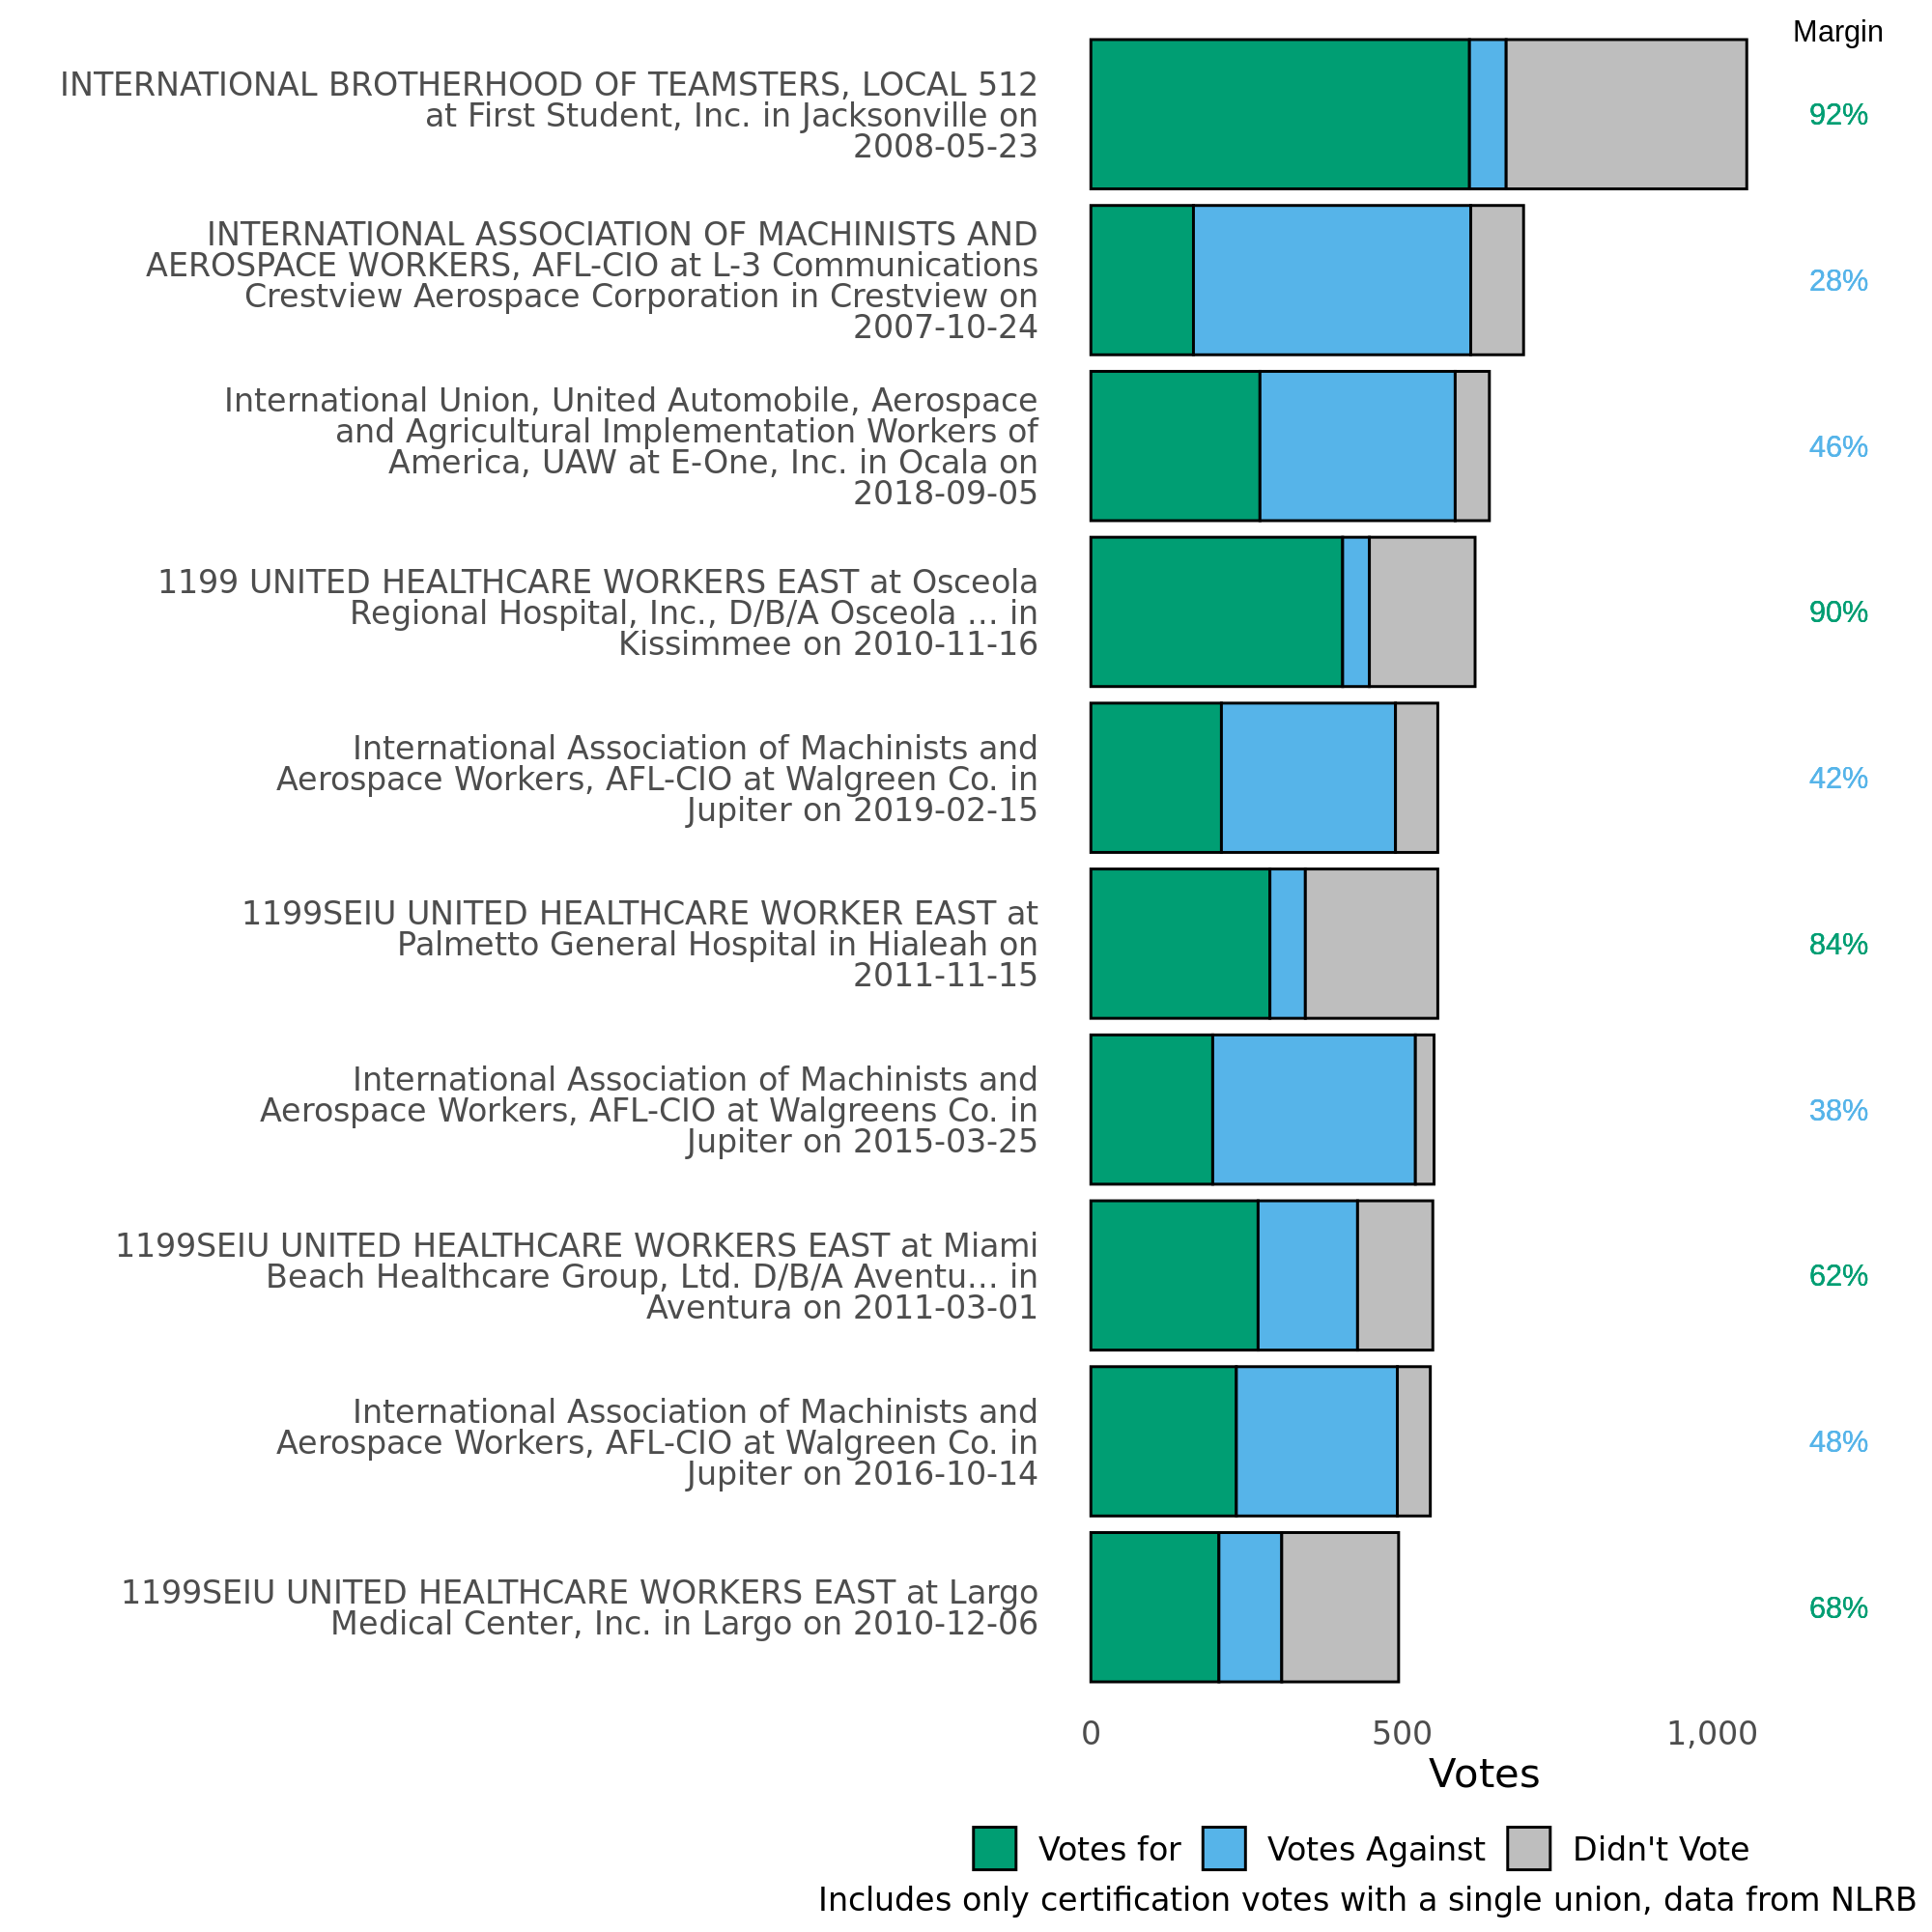 Margin
INTERNATIONAL BROTHERHOOD OF TEAMSTERS, LOCAL 512
at First Student, Inc. in Jacksonville on
2008-05-23
92%
INTERNATIONAL ASSOCIATION OF MACHINISTS AND
AEROSPACE WORKERS, AFL-CIO at L-3 Communications
Crestview Aerospace Corporation in Crestview on
2007-10-24
28%
International Union, United Automobile, Aerospace
and Agricultural Implementation Workers of
America, UAW at E-One, Inc. in Ocala on
2018-09-05
46%
1199 UNITED HEALTHCARE WORKERS EAST at Osceola
Regional Hospital, Inc., D/B/A Osceola ... in
Kissimmee on 2010-11-16
90%
International Association of Machinists and
Aerospace Workers, AFL-CIO at Walgreen Co. in
Jupiter on 2019-02-15
42%
1199SEIU UNITED HEALTHCARE WORKER EAST at
Palmetto General Hospital in Hialeah on
2011-11-15
84%
International Association of Machinists and
Aerospace Workers, AFL-CIO at Walgreens Co. in
Jupiter on 2015-03-25
38%
1199SEIU UNITED HEALTHCARE WORKERS EAST at Miami
Beach Healthcare Group, Ltd. D/B/A Aventu... in
Aventura on 2011-03-01
62%
International Association of Machinists and
Aerospace Workers, AFL-CIO at Walgreen Co. in
Jupiter on 2016-10-14
48%
1199SEIU UNITED HEALTHCARE WORKERS EAST at Largo
Medical Center, Inc. in Largo on 2010-12-06
68%
0 500 1,000
Votes
Votes for Votes Against Didn't Vote
Includes only certification votes with a single union, data from NLRB